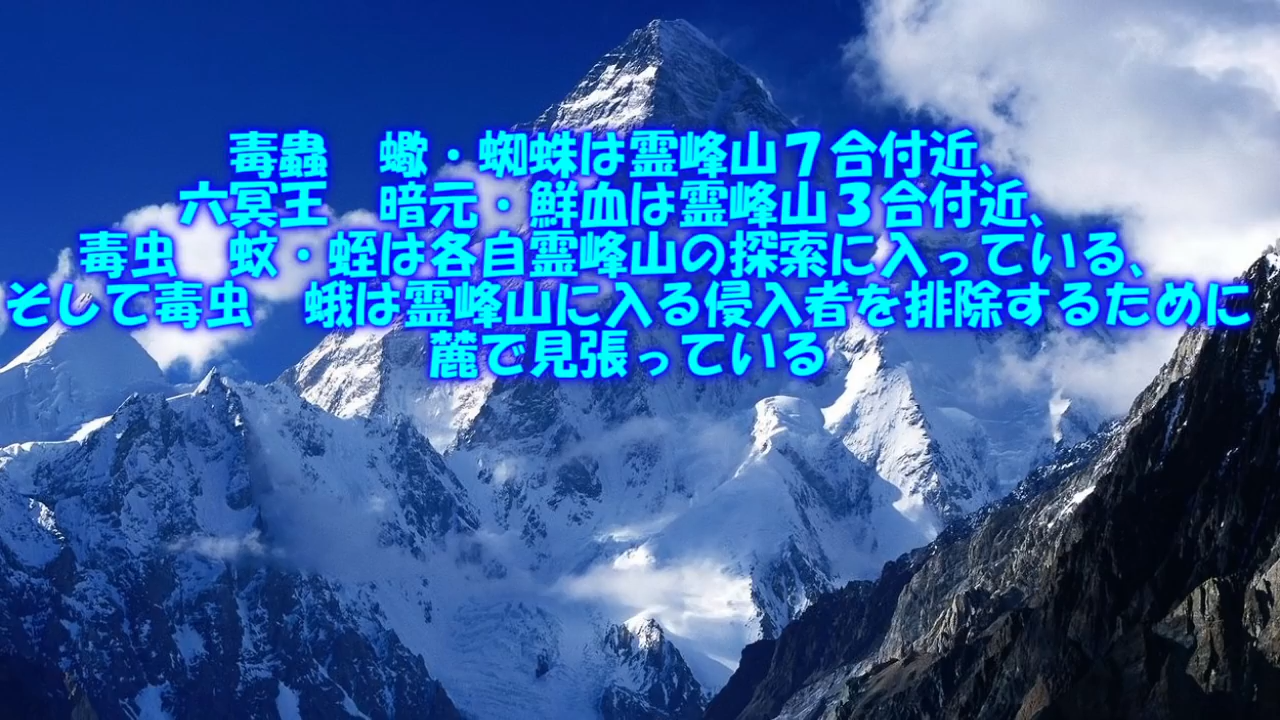 毒蟲　蠍・蜘蛛は霊峰山７合付近、
六冥王　暗元・鮮血は霊峰山３合付近、
毒虫　蚊・蛭は各自霊峰山の探索に入っている、
そして毒虫　蛾は霊峰山に入る侵入者を排除するために
麓で見張っている